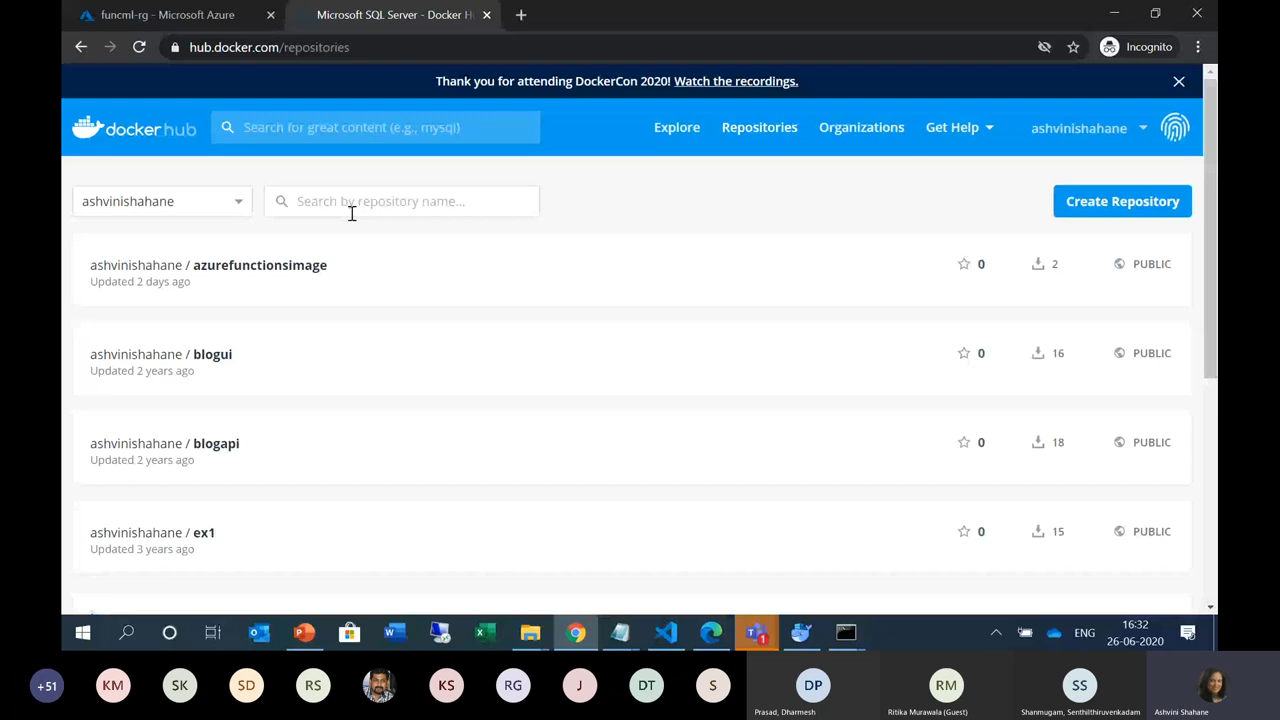 funcml-rg - Microsoft Azure
Microsoft SQL Server - Docker H
hub.docker.com/repositories
Incognito
Thank you for attending DockerCon 2020! Watch the recordings.
docker hub
Search for great content (e.g., mysql)
Explore
Repositories
Organizations
Get Help
ashvinishahane
ashvinishahane
Search by repository name...
Create Repository
ashvinishahane / azurefunctionsimage
0
2
PUBLIC
Updated 2 days ago
ashvinishahane / blogui
0
16
PUBLIC
Updated 2 years ago
ashvinishahane / blogapi
0
18
PUBLIC
Updated 2 years ago
ashvinishahane / ex1
0
15
PUBLIC
Updated 3 years ago
1
ENG
16:32
26-06-2020
+51
KM
SK
SD
RS
KS
RG
J
DT
S
DP
RM
SS
Prasad, Dharmesh
Ritika Murawala (Guest)
Shanmugam, Senthilthiruvenkadam
Ashvini Shahane